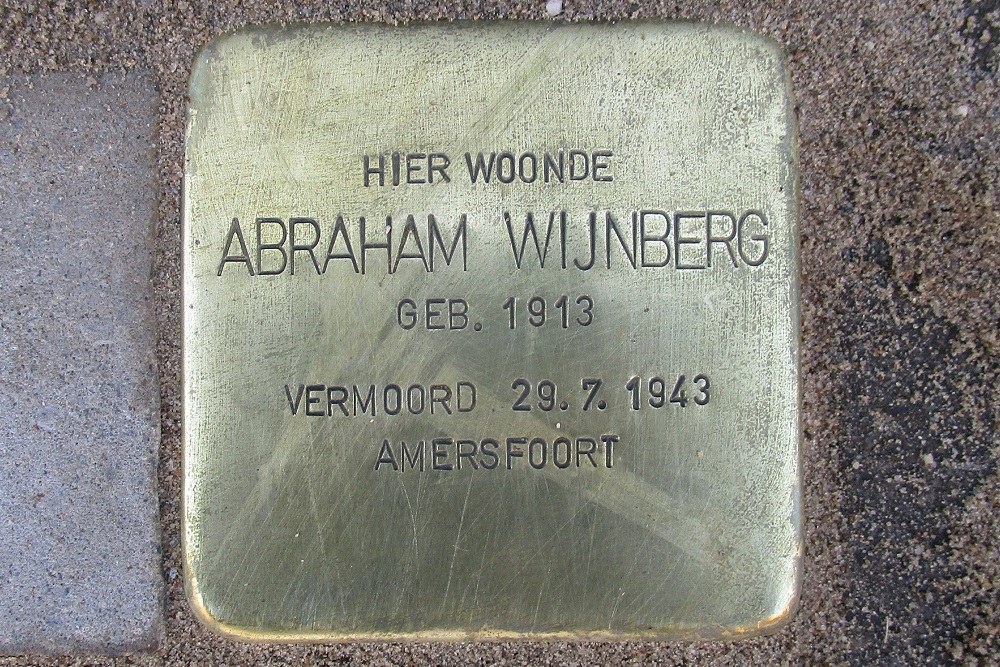 HIER WOONDE
ABRAHAM WIJNBERG
GEB. 1913
VERMOORD 29.7.1943
AMERSFOORT